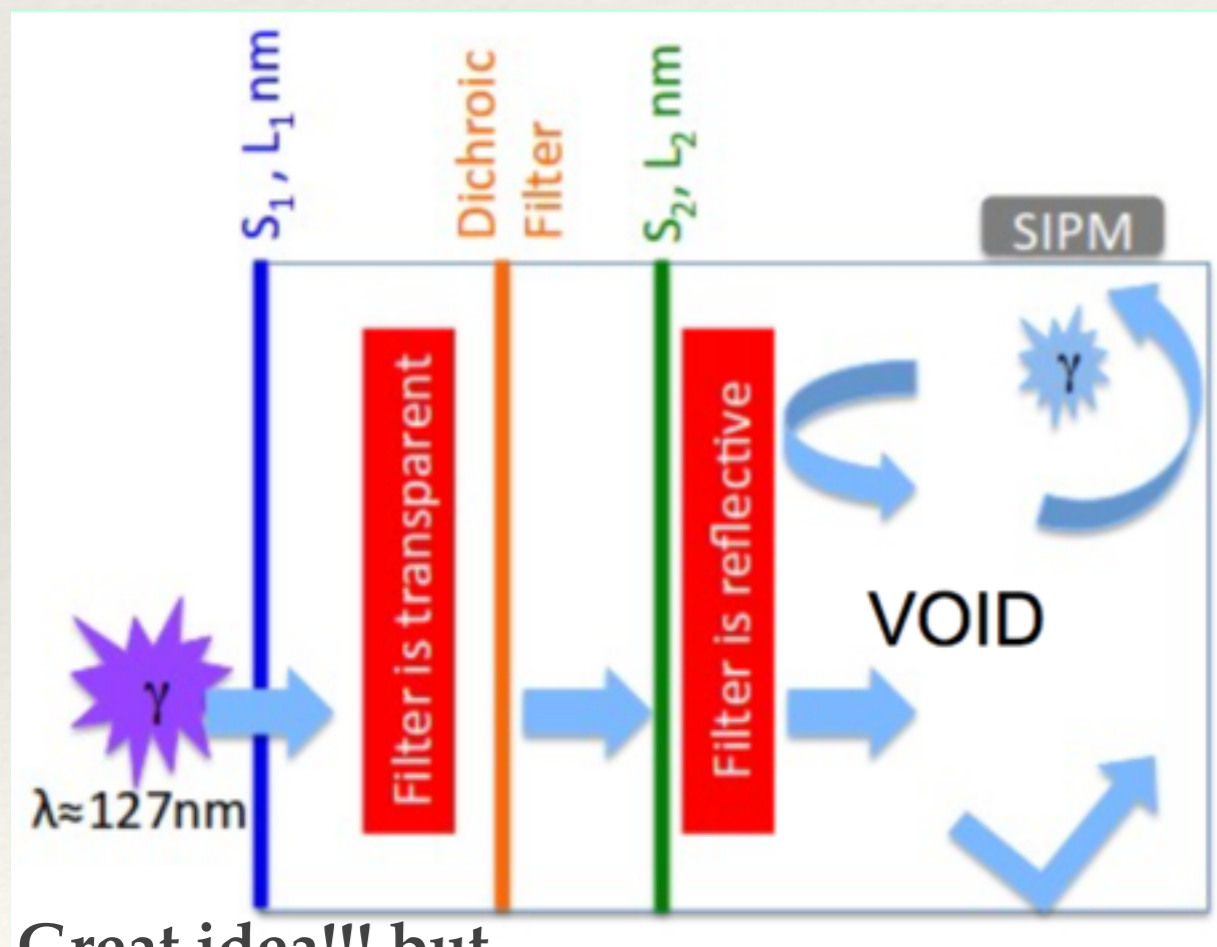 S₁, L₁ nm
Dichroic
Filter
S₂, L₂ nm
SIPM
Filter is transparent
Filter is reflective
γ
VOID
γ
λ≈127nm
Great idea!!! but